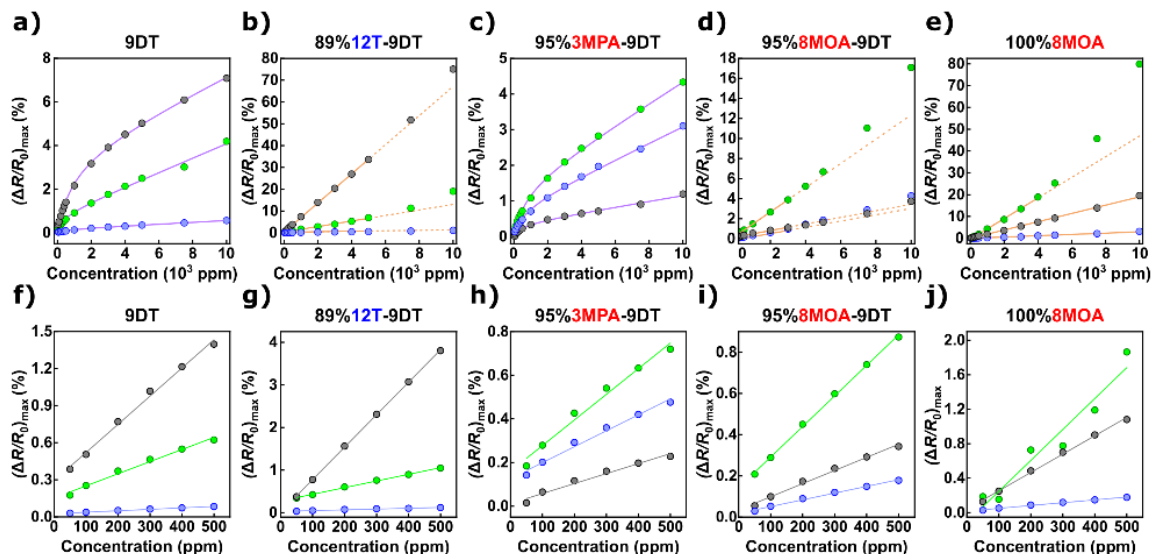 a) b) c) d) e)
9DT 89%12T-9DT 95%3MPA-9DT 95%8MOA-9DT 100%8MOA
(ΔR/R₀)max (%) (ΔR/R₀)max (%) (ΔR/R₀)max (%) (ΔR/R₀)max (%) (ΔR/R₀)max (%)
8 6 4 2 0
80 70 60 50 40 30 20 10 0
5 4 3 2 1 0
18 16 14 12 10 8 6 4 2 0
80 70 60 50 40 30 20 10 0
0 2 4 6 8 10 0 2 4 6 8 10 0 2 4 6 8 10 0 2 4 6 8 10 0 2 4 6 8 10
Concentration (10³ ppm) Concentration (10³ ppm) Concentration (10³ ppm) Concentration (10³ ppm) Concentration (10³ ppm)
f) g) h) i) j)
9DT 89%12T-9DT 95%3MPA-9DT 95%8MOA-9DT 100%8MOA
(ΔR/R₀)max (%) (ΔR/R₀)max (%) (ΔR/R₀)max (%) (ΔR/R₀)max (%) (ΔR/R₀)max (%)
1.5 1.2 0.9 0.6 0.3 0.0
4 3 2 1 0
0.8 0.6 0.4 0.2 0.0
0.8 0.6 0.4 0.2 0.0
2.0 1.6 1.2 0.8 0.4 0.0
0 100 200 300 400 500 0 100 200 300 400 500 0 100 200 300 400 500 0 100 200 300 400 500 0 100 200 300 400 500
Concentration (ppm) Concentration (ppm) Concentration (ppm) Concentration (ppm) Concentration (ppm)